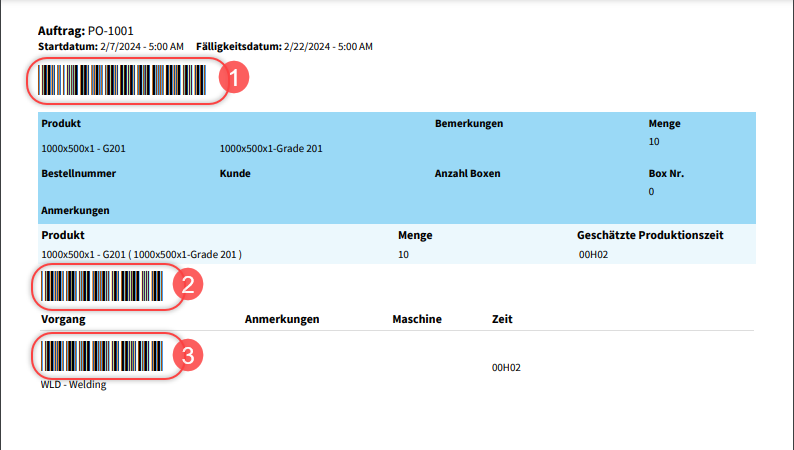 Auftrag: PO-1001
Startdatum: 2/7/2024 - 5:00 AM Fälligkeitsdatum: 2/22/2024 - 5:00 AM
1
Produkt Bemerkungen Menge
10
1000x500x1 - G201 1000x500x1-Grade 201
Bestellnummer Kunde Anzahl Boxen Box Nr.
0
Anmerkungen
Produkt Menge Geschätzte Produktionszeit
1000x500x1 - G201 ( 1000x500x1-Grade 201 ) 10 00H02
2
Vorgang Anmerkungen Maschine Zeit
3
00H02
WLD - Welding